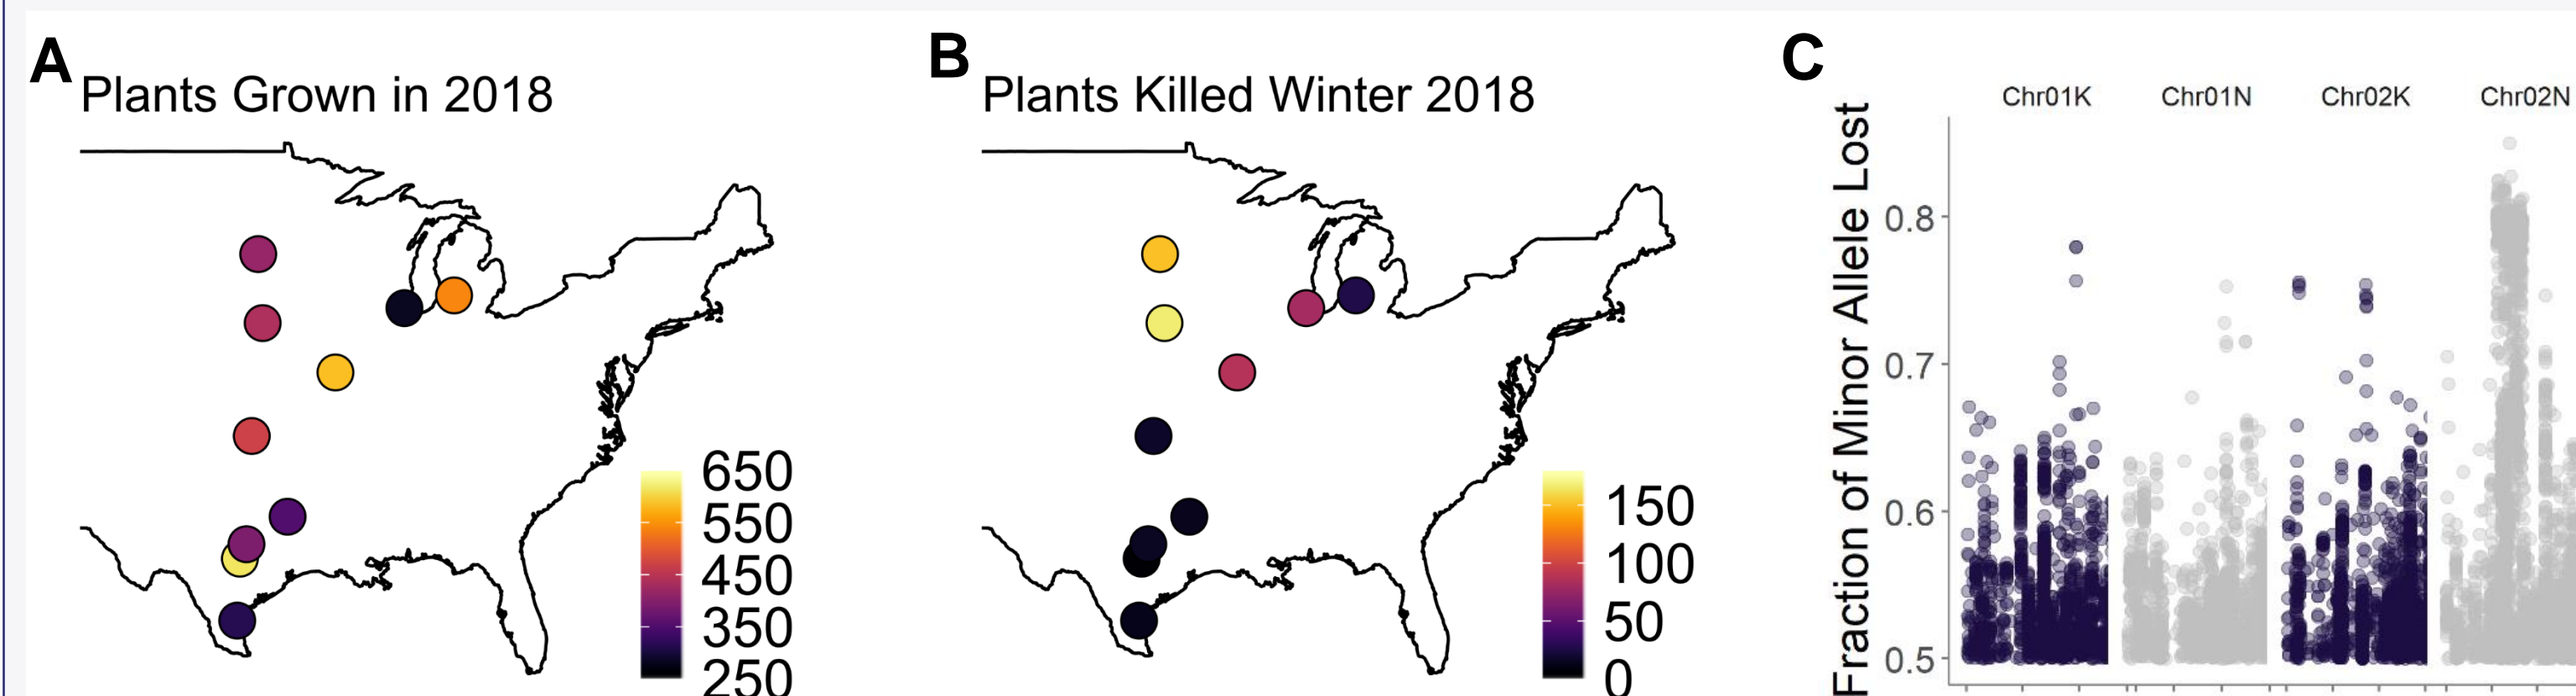 A
Plants Grown in 2018
650
550
450
350
250
B
Plants Killed Winter 2018
150
100
50
0
C
Chr01K Chr01N Chr02K Chr02N
Fraction of Minor Allele Lost
0.8
0.7
0.6
0.5